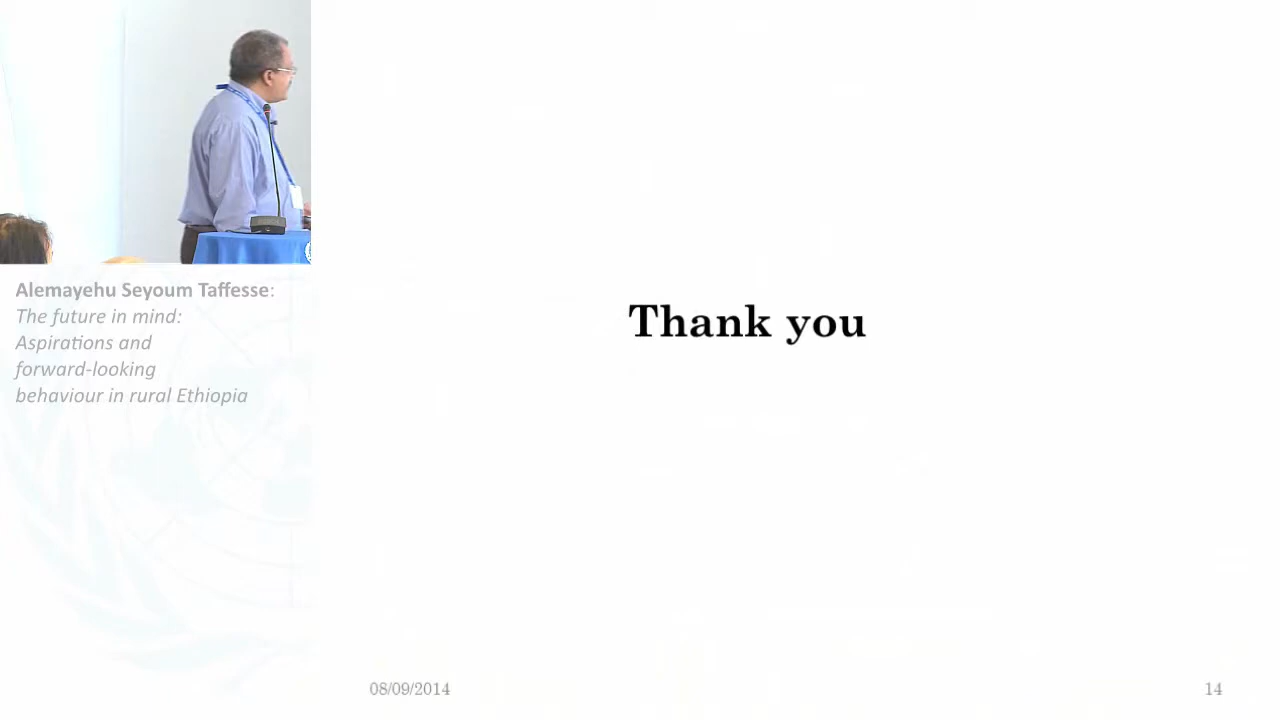 Alemayehu Seyoum Taffesse:
The future in mind:
Aspirations and
forward-looking
behaviour in rural Ethiopia
Thank you
08/09/2014
14